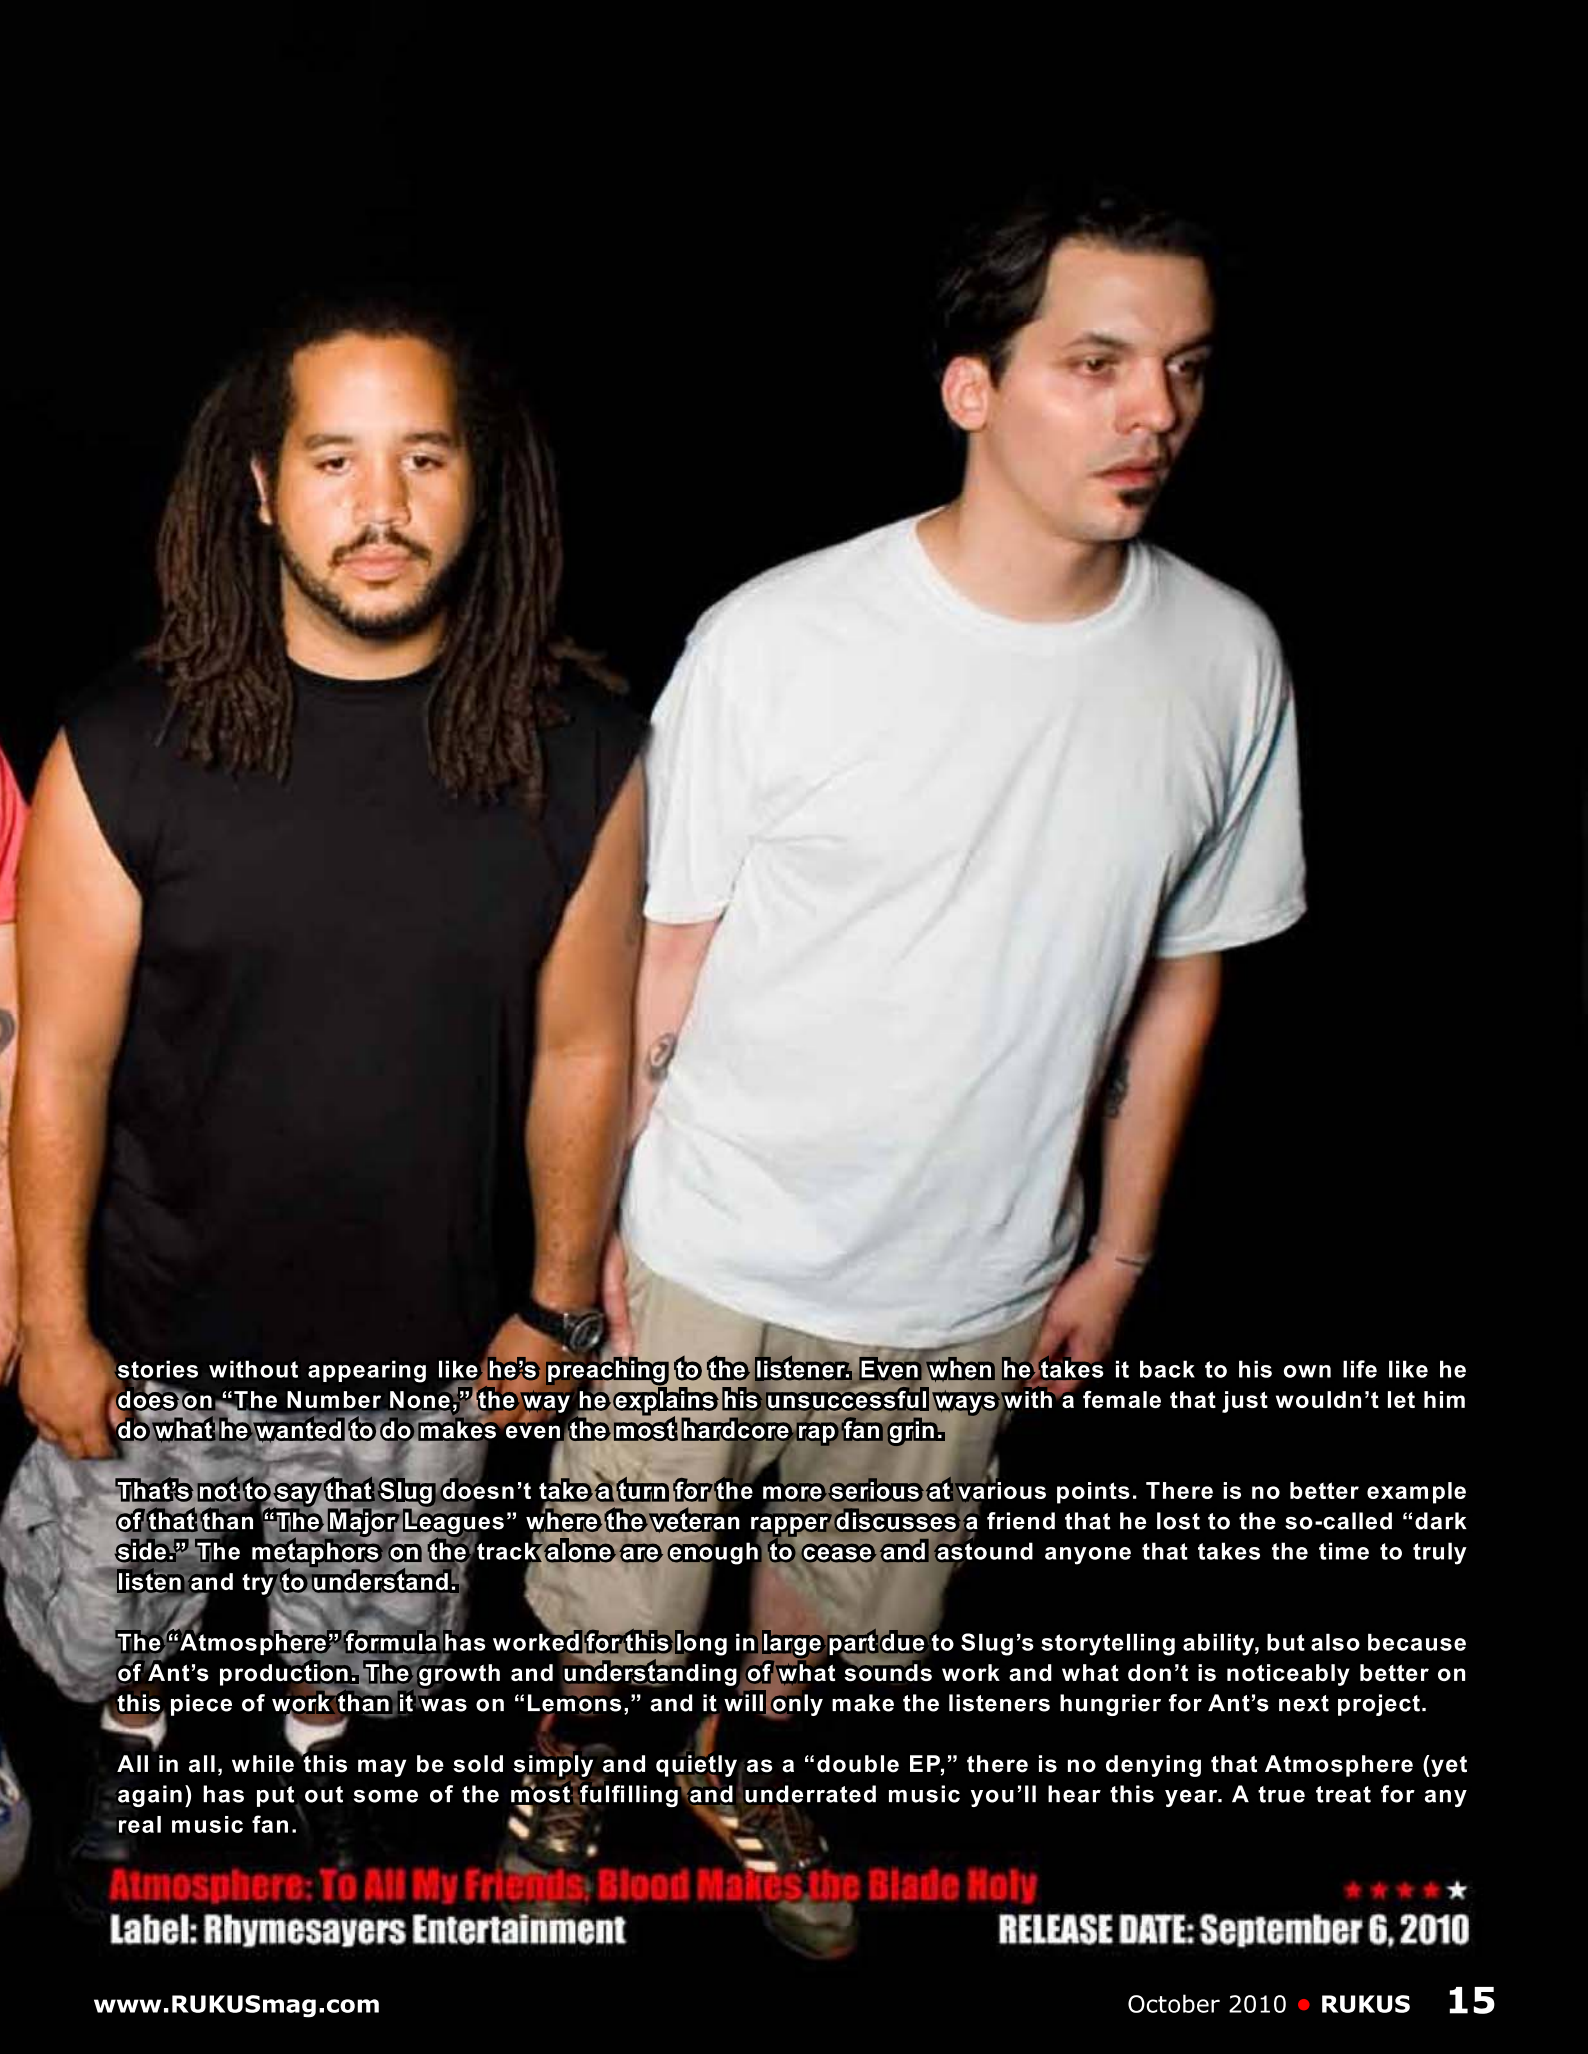 stories without appearing like he’s preaching to the listener. Even when he takes it back to his own life like he
does on “The Number None,” the way he explains his unsuccessful ways with a female that just wouldn’t let him
do what he wanted to do makes even the most hardcore rap fan grin.
That’s not to say that Slug doesn’t take a turn for the more serious at various points. There is no better example
of that than “The Major Leagues” where the veteran rapper discusses a friend that he lost to the so-called “dark
side.” The metaphors on the track alone are enough to cease and astound anyone that takes the time to truly
listen and try to understand.
The “Atmosphere” formula has worked for this long in large part due to Slug’s storytelling ability, but also because
of Ant’s production. The growth and understanding of what sounds work and what don’t is noticeably better on
this piece of work than it was on “Lemons,” and it will only make the listeners hungrier for Ant’s next project.
All in all, while this may be sold simply and quietly as a “double EP,” there is no denying that Atmosphere (yet
again) has put out some of the most fulfilling and underrated music you’ll hear this year. A true treat for any
real music fan.
Atmosphere: To All My Friends, Blood Makes the Blade Holy ★★★★★
Label: Rhymesayers Entertainment RELEASE DATE: September 6, 2010
www.RUKUSmag.com October 2010 • RUKUS 15